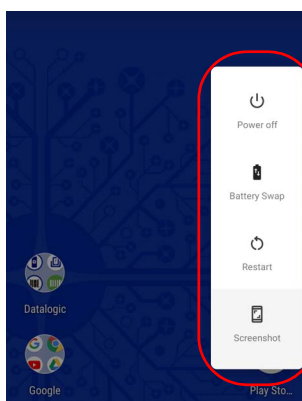 Power off
Battery Swap
Restart
Screenshot
Datalogic
Google
Play Sto...